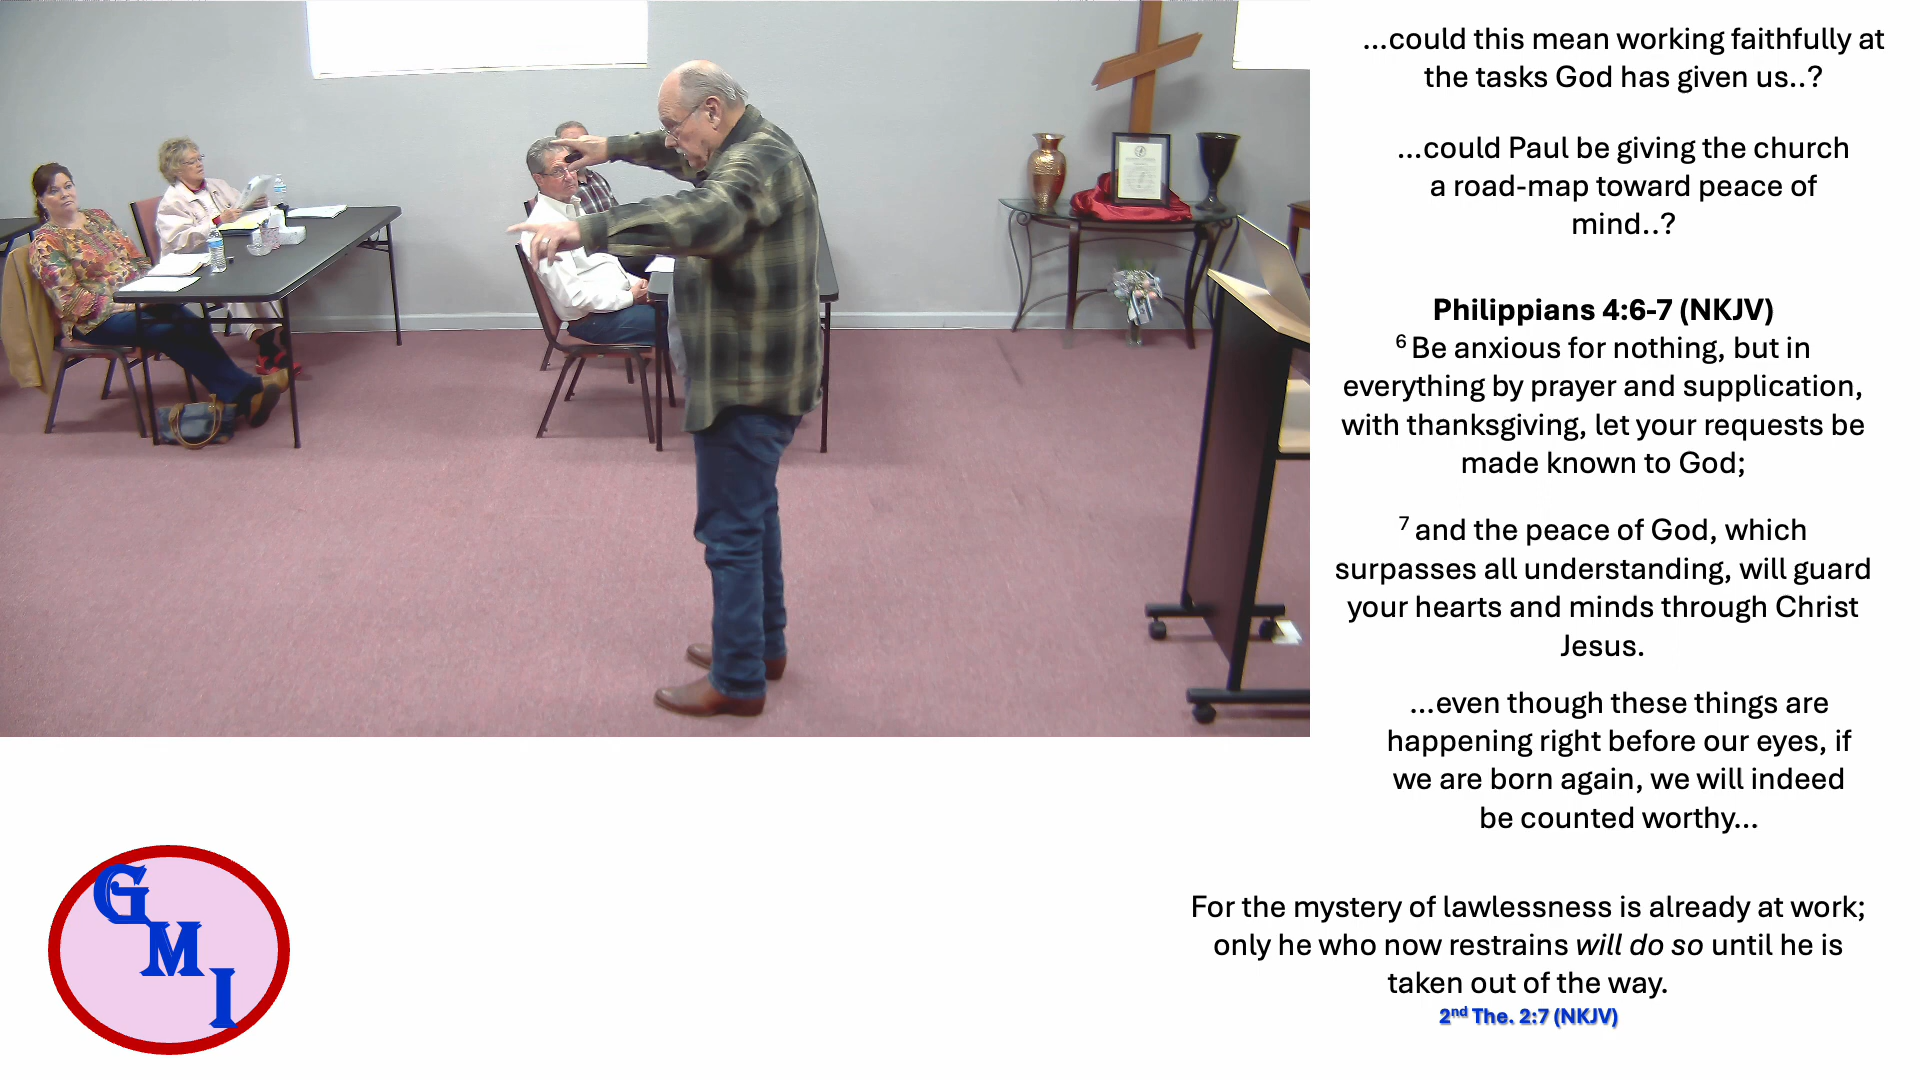 ...could this mean working faithfully at
the tasks God has given us..?
...could Paul be giving the church
a road-map toward peace of
mind..?
Philippians 4:6-7 (NKJV)
6 Be anxious for nothing, but in
everything by prayer and supplication,
with thanksgiving, let your requests be
made known to God;
7 and the peace of God, which
surpasses all understanding, will guard
your hearts and minds through Christ
Jesus.
...even though these things are
happening right before our eyes, if
we are born again, we will indeed
be counted worthy...
For the mystery of lawlessness is already at work;
only he who now restrains will do so until he is
taken out of the way.
2nd The. 2:7 (NKJV)
G
M
I